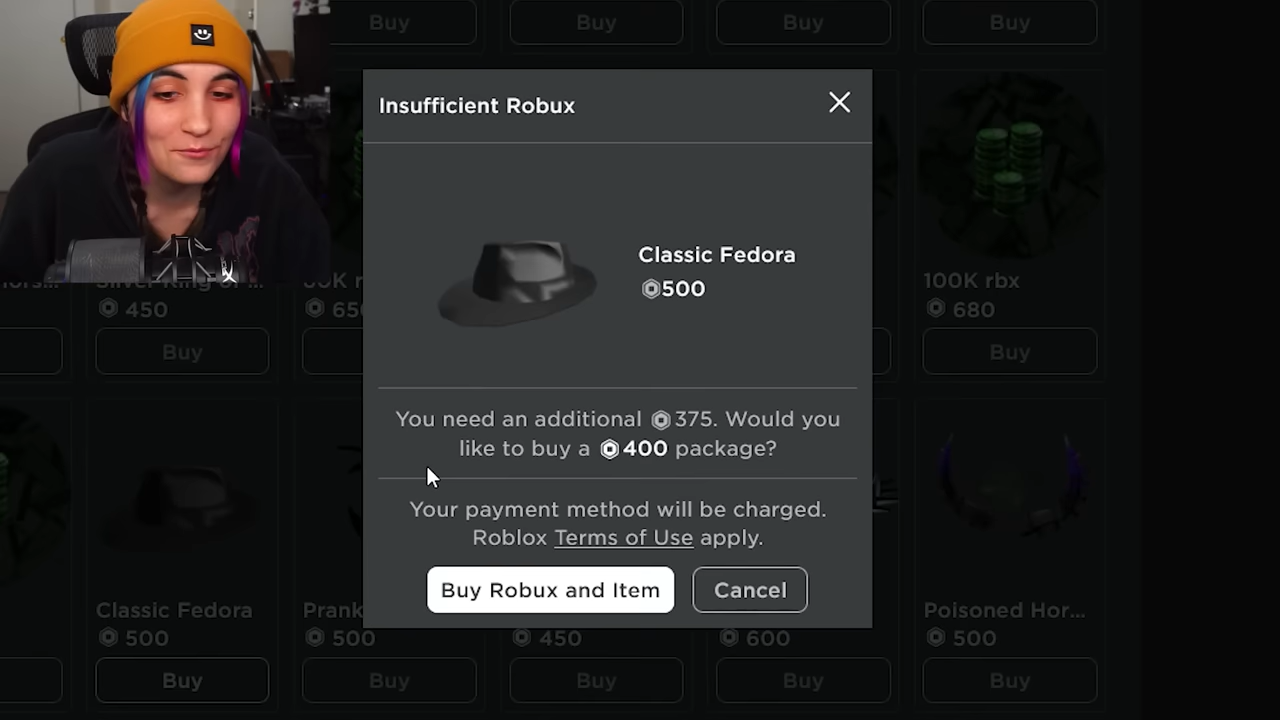 Buy
Buy
Buy
Buy
Insufficient Robux
Classic Fedora
500
You need an additional 375. Would you
like to buy a 400 package?
Your payment method will be charged.
Roblox Terms of Use apply.
Buy Robux and Item
Cancel
450
650
100K rbx
680
Buy
Buy
Classic Fedora
500
Prank
500
450
600
Poisoned Hor...
500
Buy
Buy
Buy
Buy
Buy